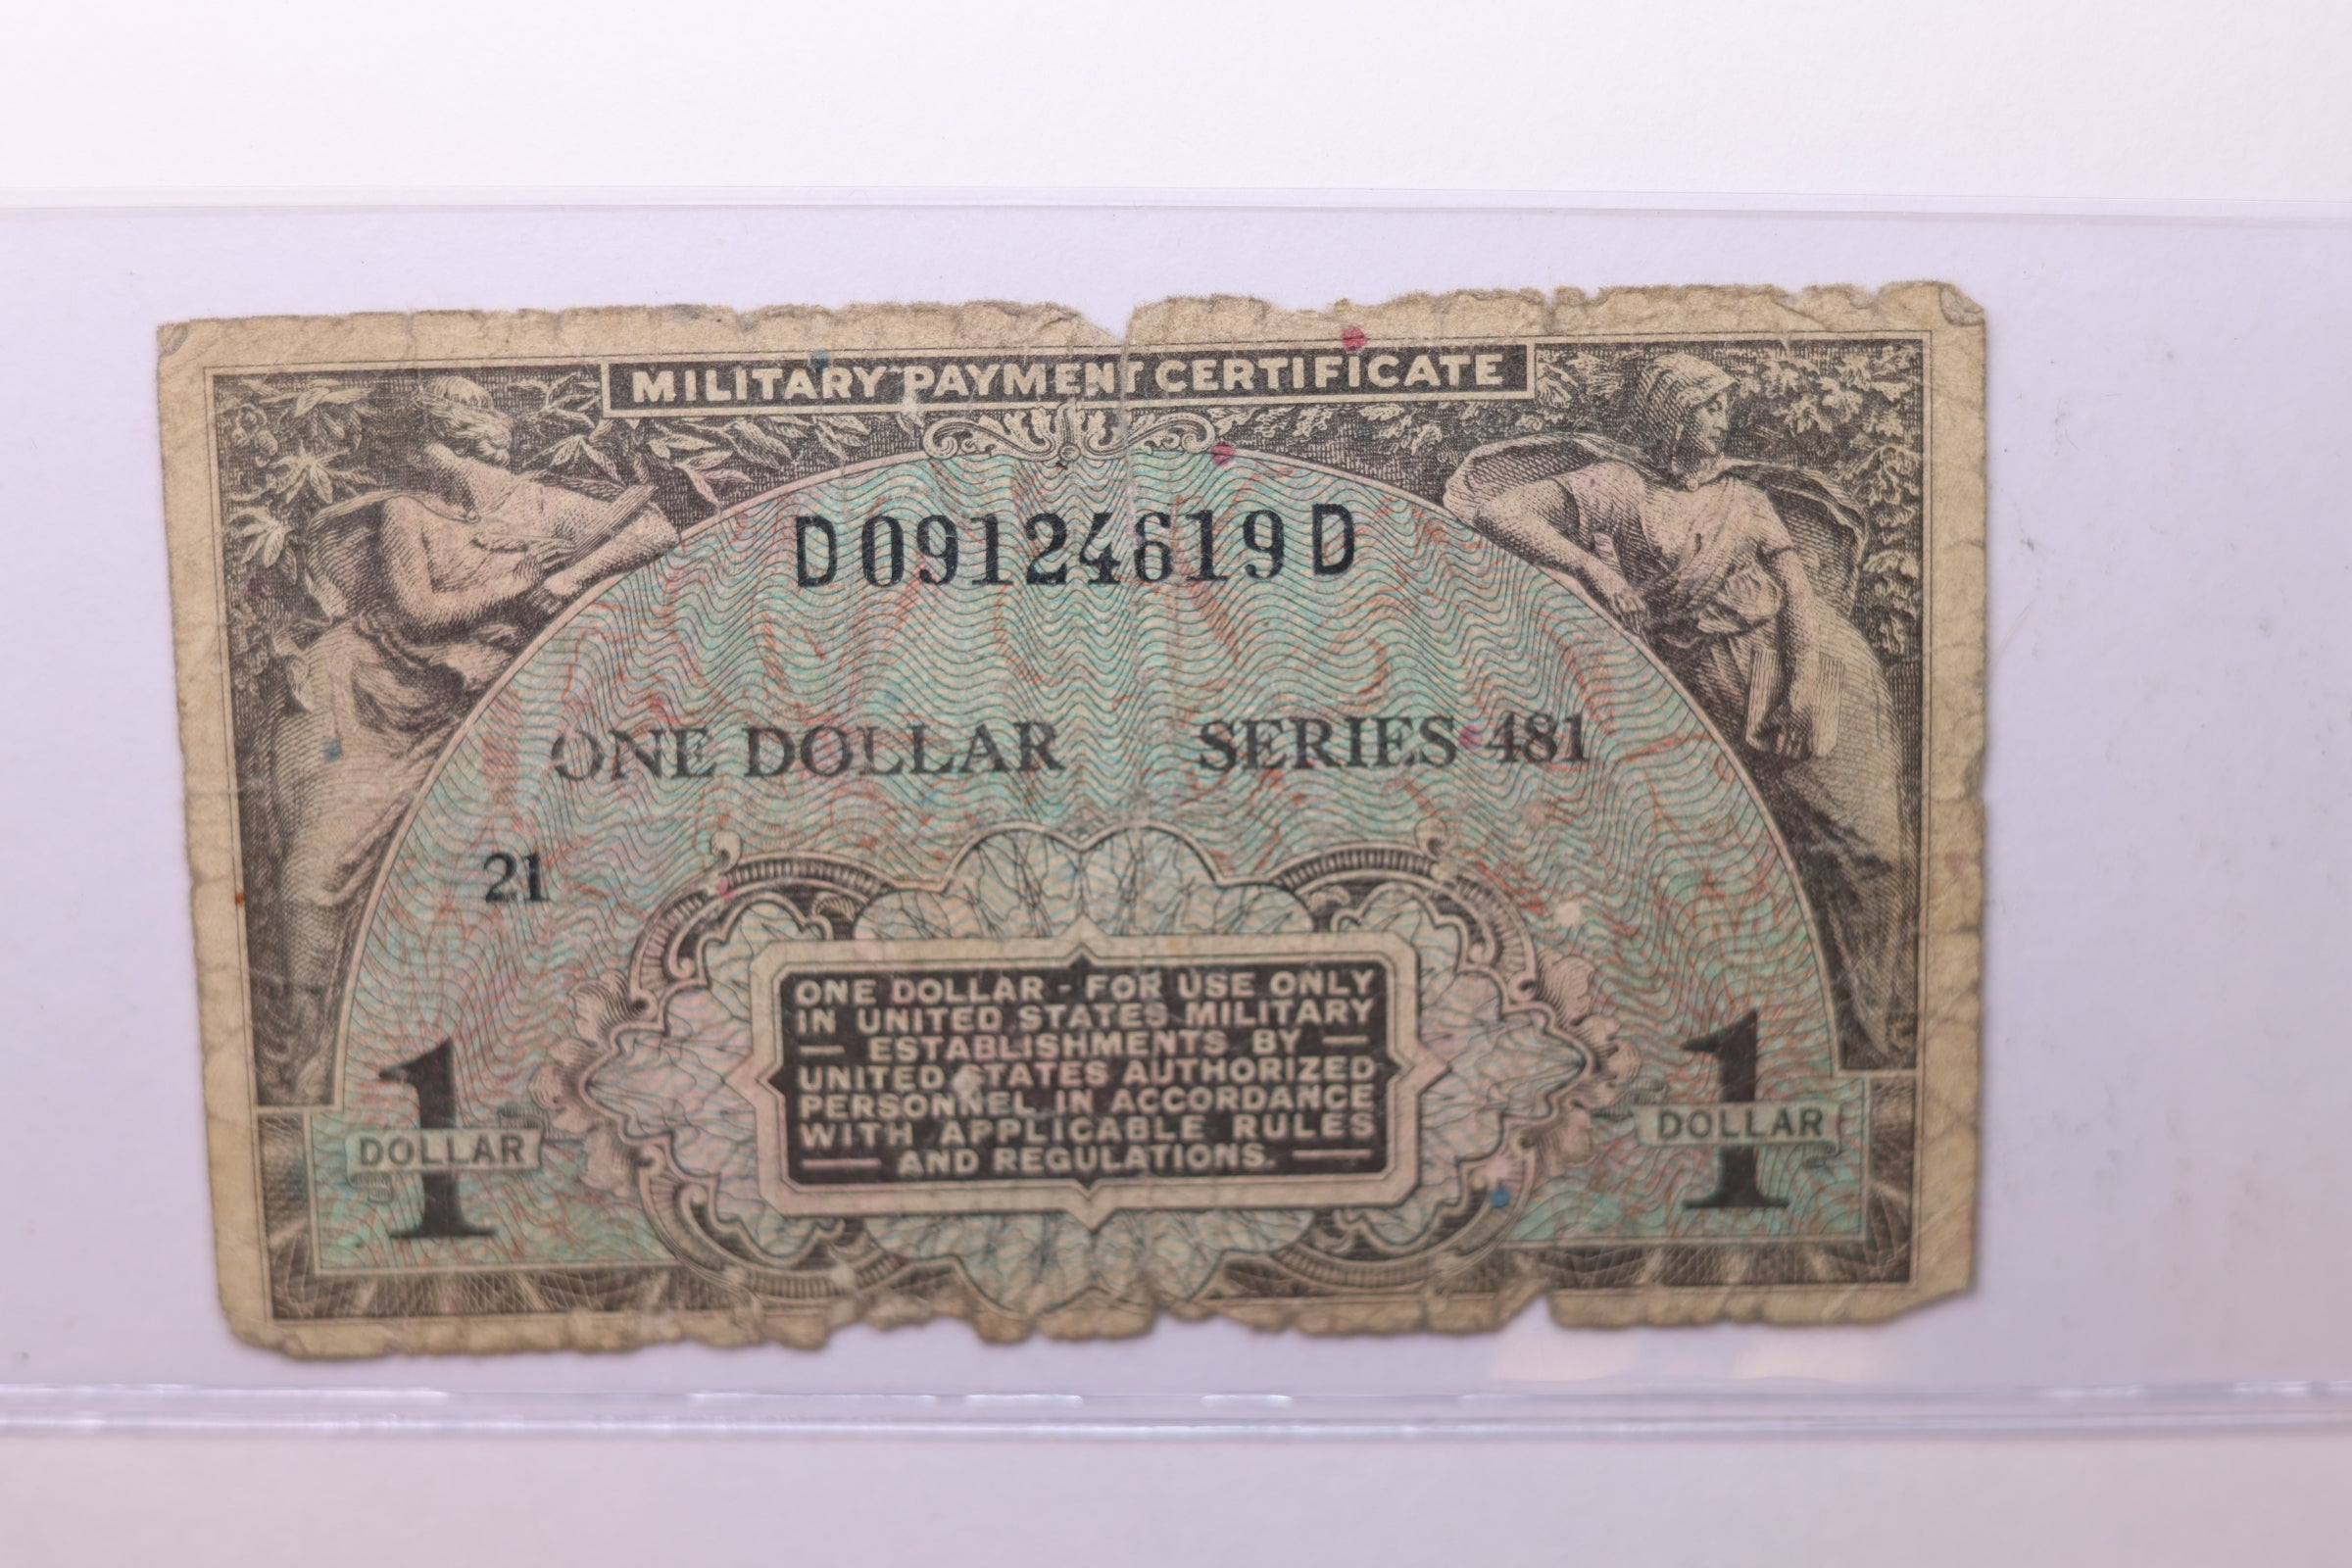 MILITARY PAYMENT CERTIFICATE
D09124619D
ONE DOLLAR SERIES 481
21
ONE DOLLAR - FOR USE ONLY
IN UNITED STATES MILITARY
— ESTABLISHMENTS BY —
UNITED STATES AUTHORIZED
PERSONNEL IN ACCORDANCE
WITH APPLICABLE RULES
— AND REGULATIONS. —
1 DOLLAR
1 DOLLAR